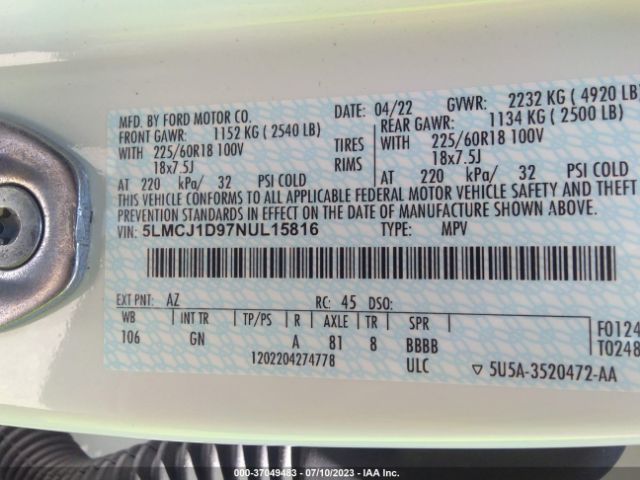 MFD. BY FORD MOTOR CO.
DATE: 04/22 GVWR: 2232 KG ( 4920 LB)
FRONT GAWR: 1152 KG ( 2540 LB) REAR GAWR: 1134 KG ( 2500 LB)
WITH 225/60R18 100V TIRES WITH 225/60R18 100V
18x7.5J RIMS 18x7.5J
AT 220 kPa/ 32 PSI COLD AT 220 kPa/ 32 PSI COLD
THIS VEHICLE CONFORMS TO ALL APPLICABLE FEDERAL MOTOR VEHICLE SAFETY AND THEFT
PREVENTION STANDARDS IN EFFECT ON THE DATE OF MANUFACTURE SHOWN ABOVE.
VIN: 5LMCJ1D97NUL15816 TYPE: MPV
EXT PNT: AZ RC: 45 DSO:
WB INT TR TP/PS R AXLE TR SPR
106 GN A 81 8 BBBB
1202204274778 ULC
F0124
T0248
▽ 5U5A-3520472-AA
000-37049483 - 07/10/2023 - IAA Inc.